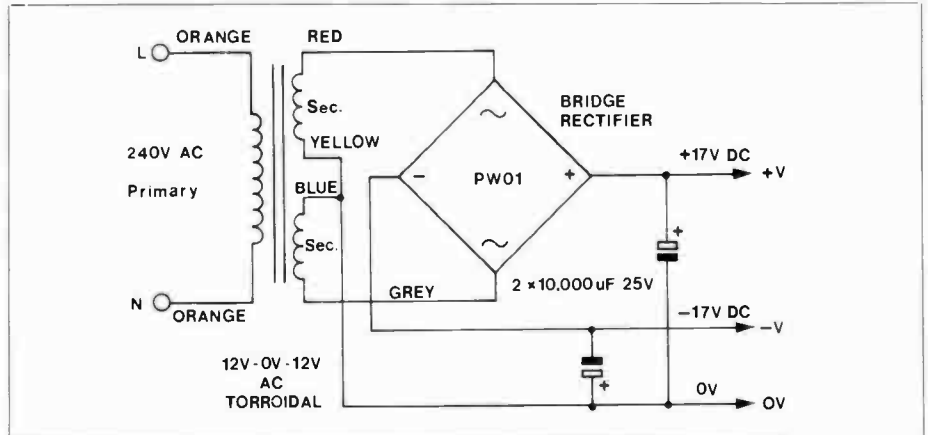 ORANGE
RED
L
Sec.
BRIDGE
RECTIFIER
YELLOW
240V AC
Primary
PW01
+17V DC
+V
BLUE
Sec.
N
ORANGE
GREY
2 x 10,000uF 25V
-17V DC
-V
12V-0V-12V
AC
TORROIDAL
0V
0V
~
~
-
+
+
+